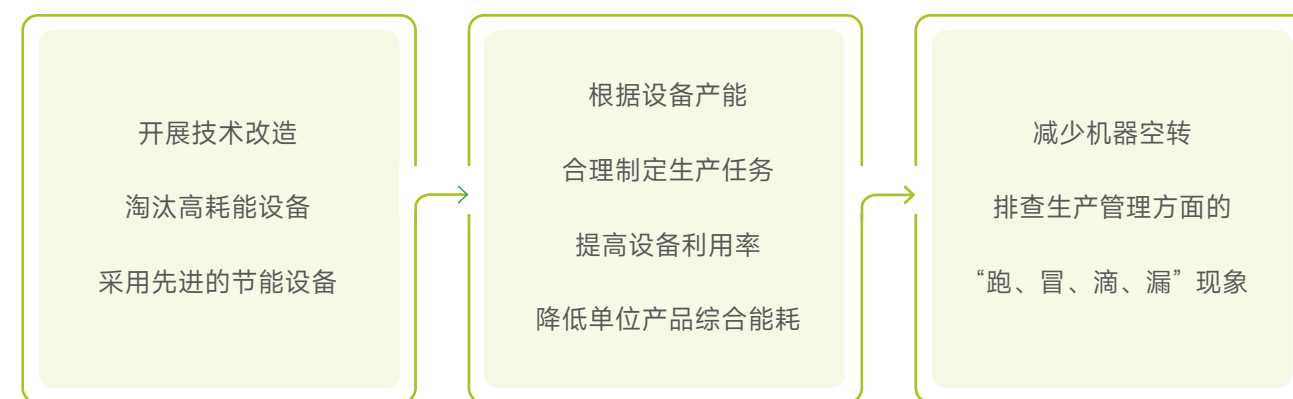 开展技术改造
淘汰高耗能设备
采用先进的节能设备
根据设备产能
合理制定生产任务
提高设备利用率
降低单位产品综合能耗
减少机器空转
排查生产管理方面的
“跑、冒、滴、漏”现象